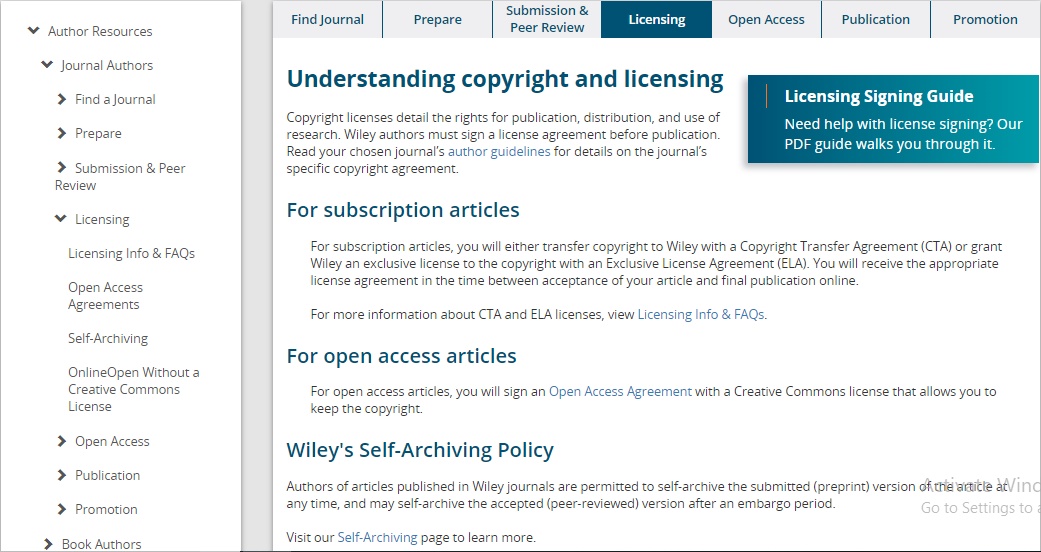 Author Resources
Journal Authors
Find a Journal
Prepare
Submission & Peer
Review
Licensing
Licensing Info & FAQs
Open Access
Agreements
Self-Archiving
OnlineOpen Without a
Creative Commons
License
Open Access
Publication
Promotion
Book Authors
Find Journal
Prepare
Submission &
Peer Review
Licensing
Open Access
Publication
Promotion
Understanding copyright and licensing
Copyright licenses detail the rights for publication, distribution, and use of
research. Wiley authors must sign a license agreement before publication.
Read your chosen journal's author guidelines for details on the journal's
specific copyright agreement.
Licensing Signing Guide
Need help with license signing? Our
PDF guide walks you through it.
For subscription articles
For subscription articles, you will either transfer copyright to Wiley with a Copyright Transfer Agreement (CTA) or grant
Wiley an exclusive license to the copyright with an Exclusive License Agreement (ELA). You will receive the appropriate
license agreement in the time between acceptance of your article and final publication online.
For more information about CTA and ELA licenses, view Licensing Info & FAQs.
For open access articles
For open access articles, you will sign an Open Access Agreement with a Creative Commons license that allows you to
keep the copyright.
Wiley's Self-Archiving Policy
Authors of articles published in Wiley journals are permitted to self-archive the submitted (preprint) version of the article at
any time, and may self-archive the accepted (peer-reviewed) version after an embargo period.
Visit our Self-Archiving page to learn more.
Activate Winc
Go to Settings to a